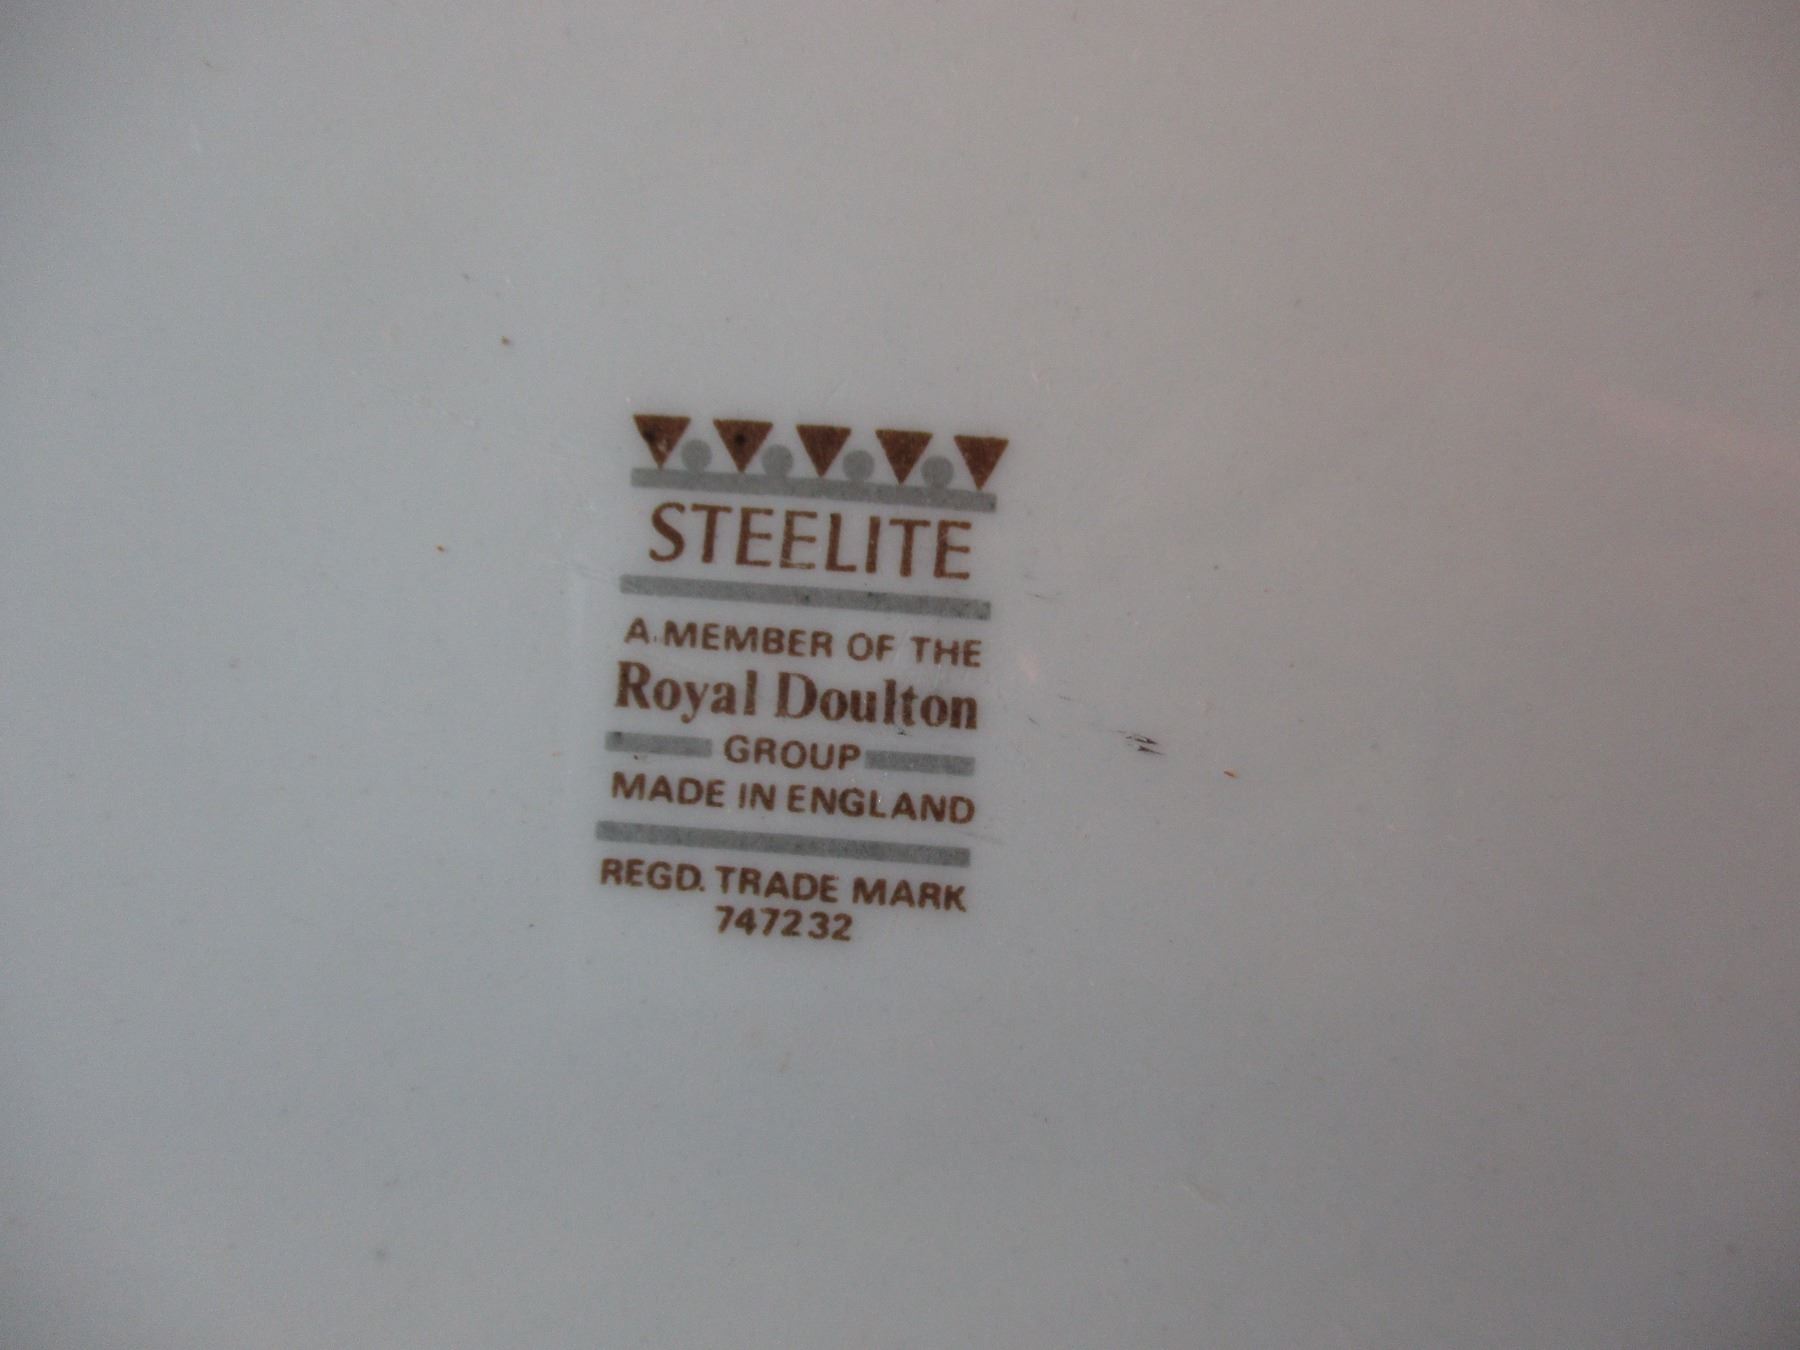 STEELITE
A MEMBER OF THE
Royal Doulton
GROUP
MADE IN ENGLAND
REGD. TRADE MARK
747232